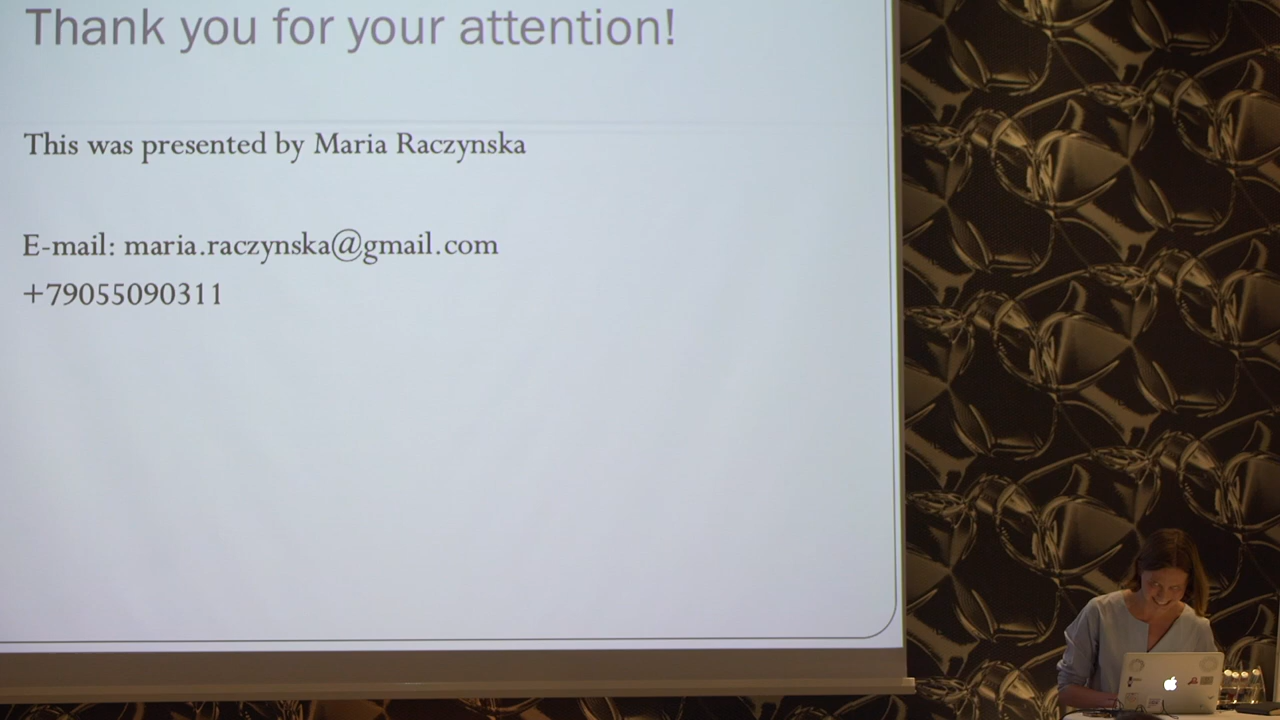 Thank you for your attention!
This was presented by Maria Raczynska
E-mail: maria.raczynska@gmail.com
+79055090311